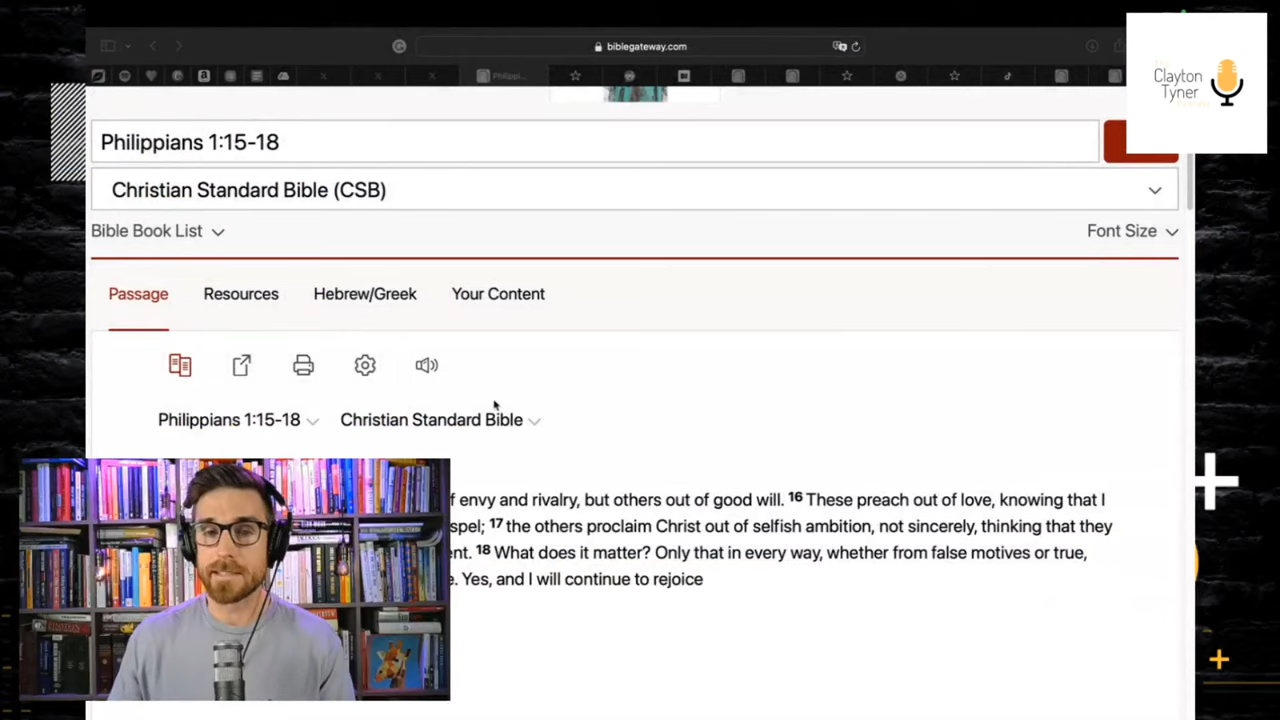 biblegateway.com
Philippi...
Clayton
Tyner
Philippians 1:15-18
Christian Standard Bible (CSB)
Bible Book List
Font Size
Passage Resources Hebrew/Greek Your Content
Philippians 1:15-18 Christian Standard Bible
f envy and rivalry, but others out of good will. 16 These preach out of love, knowing that I
spel; 17 the others proclaim Christ out of selfish ambition, not sincerely, thinking that they
ent. 18 What does it matter? Only that in every way, whether from false motives or true,
e. Yes, and I will continue to rejoice